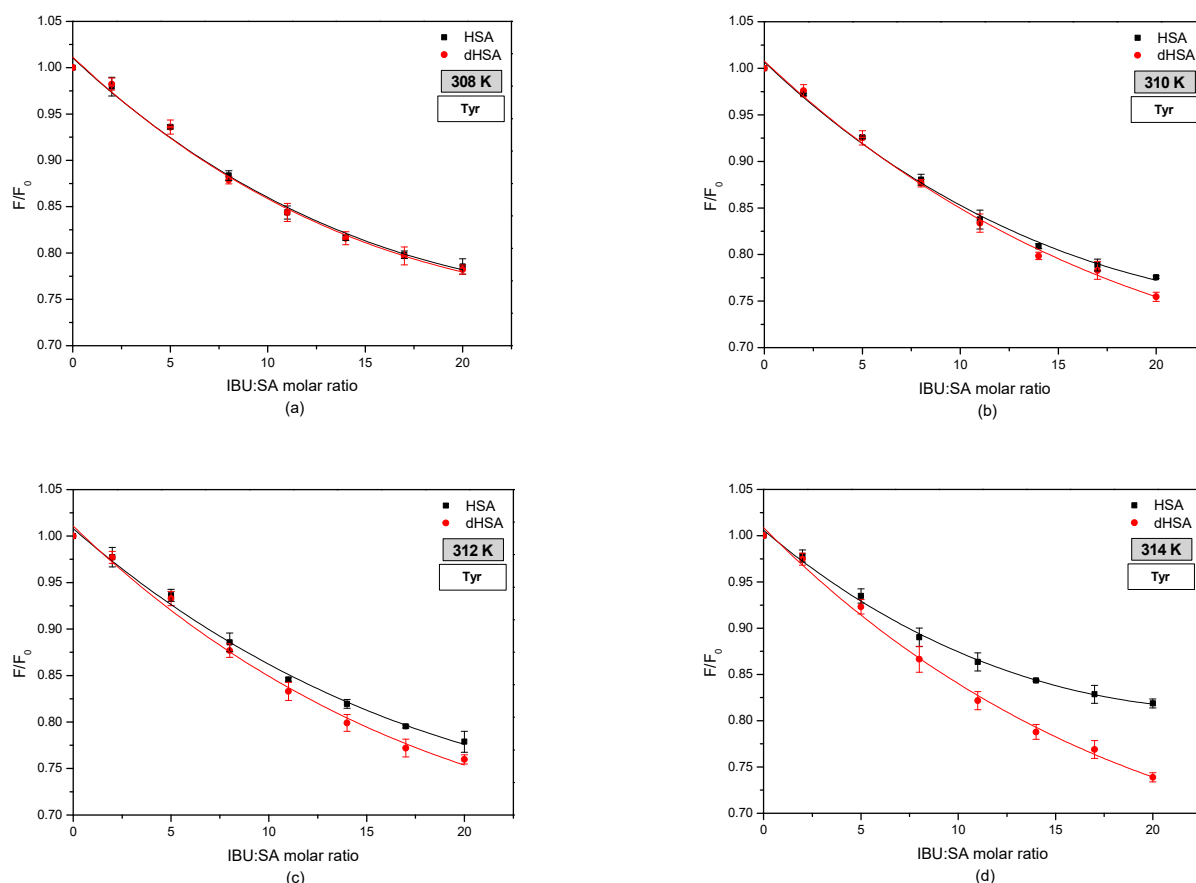 1.05
1.00
0.95
0.90
0.85
0.80
0.75
0.70
F/F0
HSA
dHSA
308 K
Tyr
0 5 10 15 20
IBU:SA molar ratio
(a)
1.05
1.00
0.95
0.90
0.85
0.80
0.75
0.70
F/F0
HSA
dHSA
310 K
Tyr
0 5 10 15 20
IBU:SA molar ratio
(b)
1.05
1.00
0.95
0.90
0.85
0.80
0.75
0.70
F/F0
HSA
dHSA
312 K
Tyr
0 5 10 15 20
IBU:SA molar ratio
(c)
1.05
1.00
0.95
0.90
0.85
0.80
0.75
0.70
F/F0
HSA
dHSA
314 K
Tyr
0 5 10 15 20
IBU:SA molar ratio
(d)